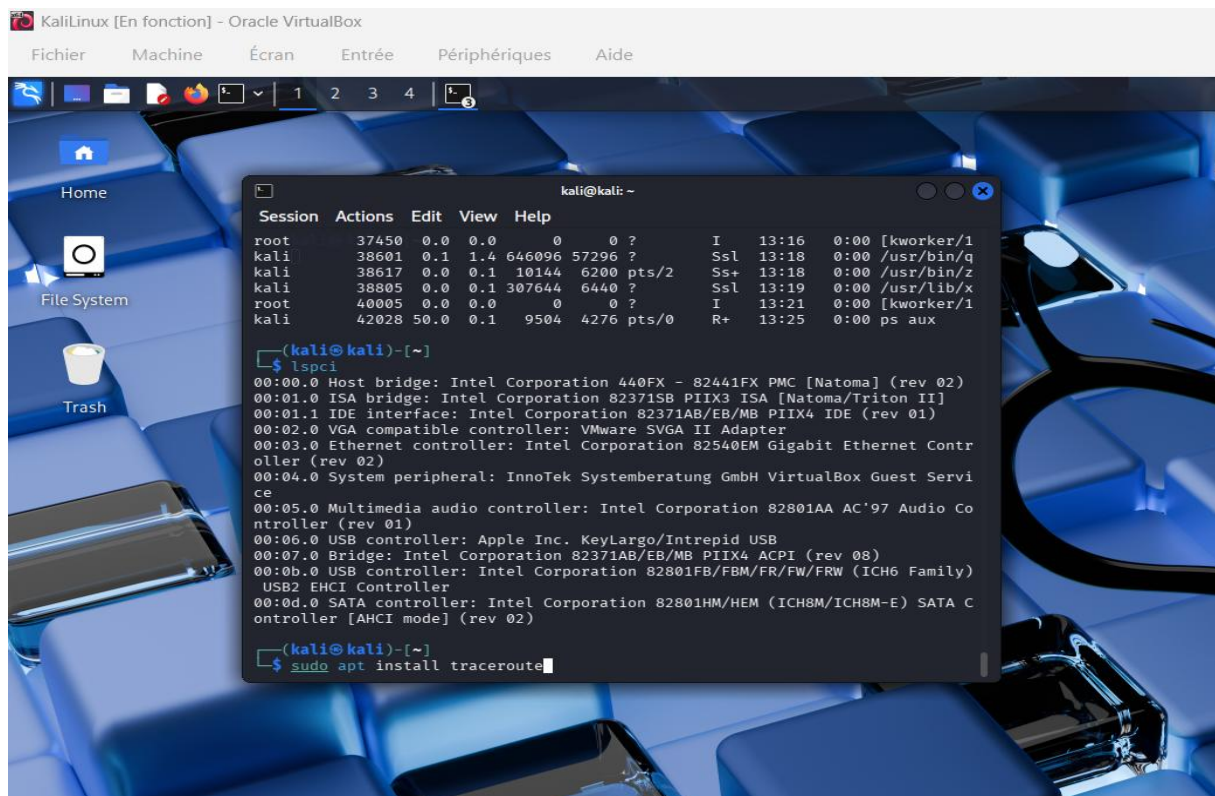 KaliLinux [En fonction] - Oracle VirtualBox
Fichier Machine Écran Entrée Périphériques Aide
1 2 3 4 3
Home
File System
Trash
kali@kali: ~
Session Actions Edit View Help
root 37450 0.0 0.0 0 0 ? I 13:16 0:00 [kworker/1
kali 38601 0.1 1.4 646096 57296 ? Ssl 13:18 0:00 /usr/bin/q
kali 38617 0.0 0.1 10144 6200 pts/2 Ss+ 13:18 0:00 /usr/bin/z
kali 38805 0.0 0.1 307644 6440 ? Ssl 13:19 0:00 /usr/lib/x
root 40005 0.0 0.0 0 0 ? I 13:21 0:00 [kworker/1
kali 42028 50.0 0.1 9504 4276 pts/0 R+ 13:25 0:00 ps aux
┌──(kali㉿kali)-[~]
└─$ lspci
00:00.0 Host bridge: Intel Corporation 440FX - 82441FX PMC [Natoma] (rev 02)
00:01.0 ISA bridge: Intel Corporation 82371SB PIIX3 ISA [Natoma/Triton II]
00:01.1 IDE interface: Intel Corporation 82371AB/EB/MB PIIX4 IDE (rev 01)
00:02.0 VGA compatible controller: VMware SVGA II Adapter
00:03.0 Ethernet controller: Intel Corporation 82540EM Gigabit Ethernet Contr
oller (rev 02)
00:04.0 System peripheral: InnoTek Systemberatung GmbH VirtualBox Guest Servi
ce
00:05.0 Multimedia audio controller: Intel Corporation 82801AA AC'97 Audio Co
ntroller (rev 01)
00:06.0 USB controller: Apple Inc. KeyLargo/Intrepid USB
00:07.0 Bridge: Intel Corporation 82371AB/EB/MB PIIX4 ACPI (rev 08)
00:0b.0 USB controller: Intel Corporation 82801FB/FBM/FR/FW/FRW (ICH6 Family)
USB2 EHCI Controller
00:0d.0 SATA controller: Intel Corporation 82801HM/HEM (ICH8M/ICH8M-E) SATA C
ontroller [AHCI mode] (rev 02)
┌──(kali㉿kali)-[~]
└─$ sudo apt install traceroute